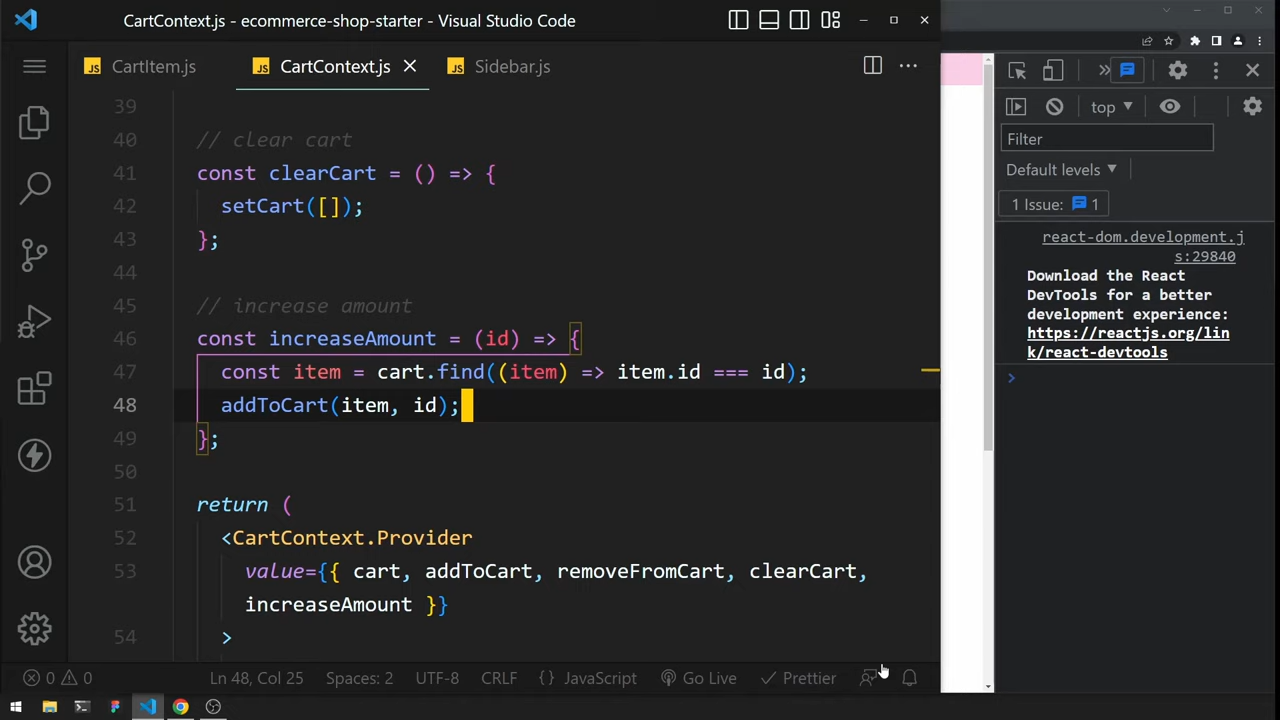 CartContext.js - ecommerce-shop-starter - Visual Studio Code
JS CartItem.js
JS CartContext.js
JS Sidebar.js
39
40 // clear cart
41 const clearCart = () => {
42 setCart([]);
43 };
44
45 // increase amount
46 const increaseAmount = (id) => {
47 const item = cart.find((item) => item.id === id);
48 addToCart(item, id);
49 };
50
51 return (
52 <CartContext.Provider
53 value={{ cart, addToCart, removeFromCart, clearCart,
increaseAmount }}
54 >
0 0 Ln 48, Col 25 Spaces: 2 UTF-8 CRLF {} JavaScript Go Live Prettier
top
Filter
Default levels
1 Issue: 1
react-dom.development.j
s:29840
Download the React
DevTools for a better
development experience:
https://reactjs.org/lin
k/react-devtools